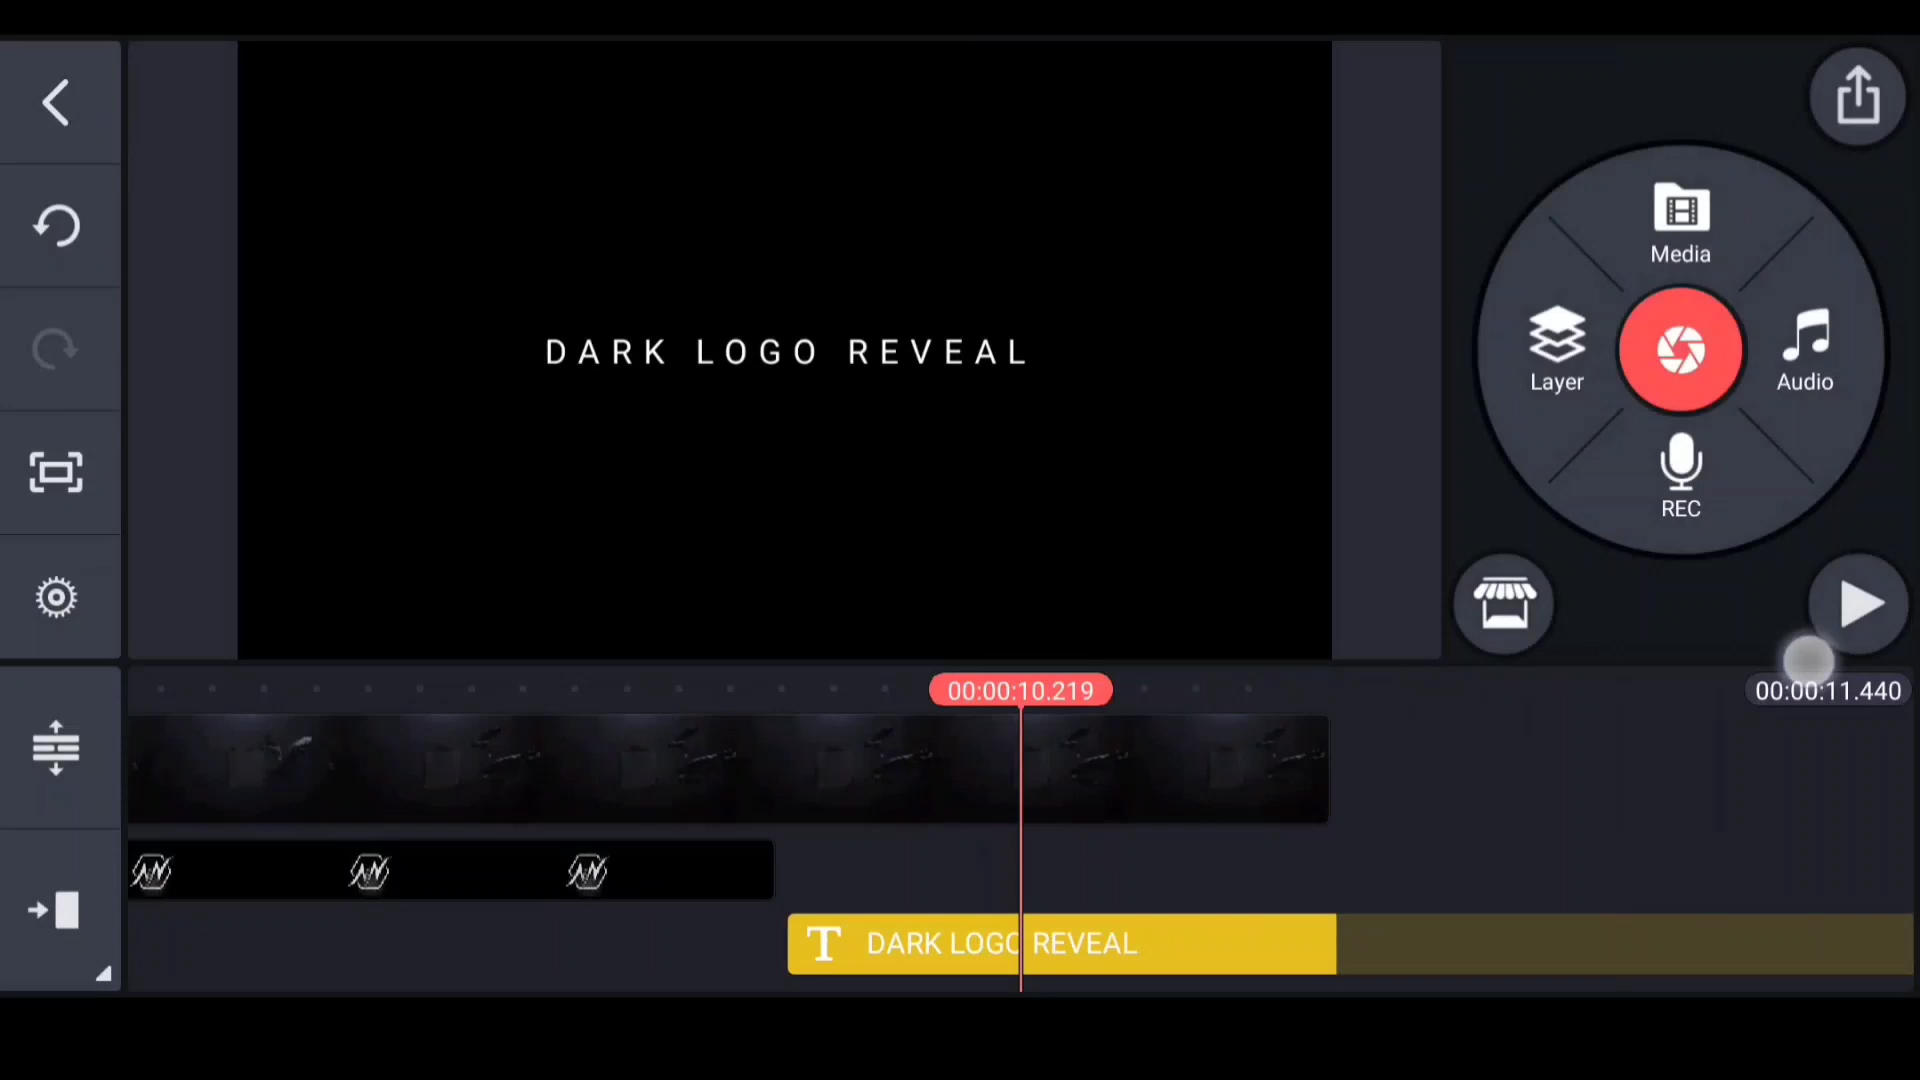 DARK LOGO REVEAL
Media
Layer
Audio
REC
00:00:10.219
00:00:11.440
T DARK LOGO REVEAL